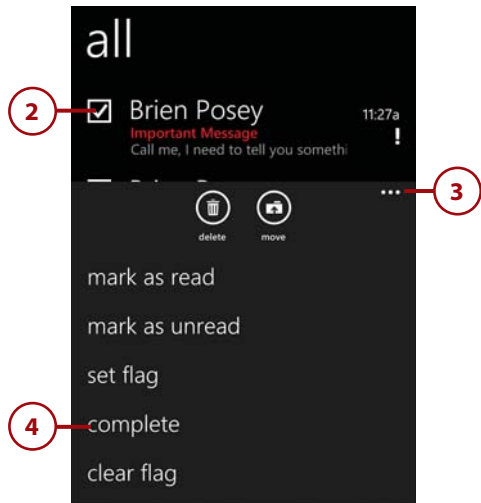 all
2
Brien Posey
11:27a
Important Message
!
Call me, I need to tell you someth
3
delete
move
mark as read
mark as unread
set flag
4
complete
clear flag